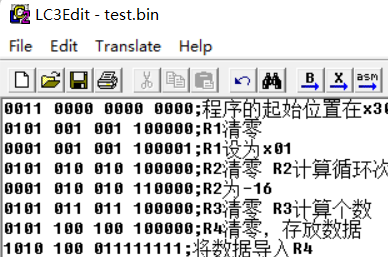 LC3Edit - test.bin
File Edit Translate Help
B X asm
0011 0000 0000 0000;程序的起始位置在x30
0101 001 001 100000;R1清零
0001 001 001 100001;R1设为x01
0101 010 010 100000;R2清零 R2计算循环次
0001 010 010 110000;R2为-16
0101 011 011 100000;R3清零 R3计算个数
0101 100 100 100000;R4清零, 存放数据
1010 100 011111111;将数据导入R4